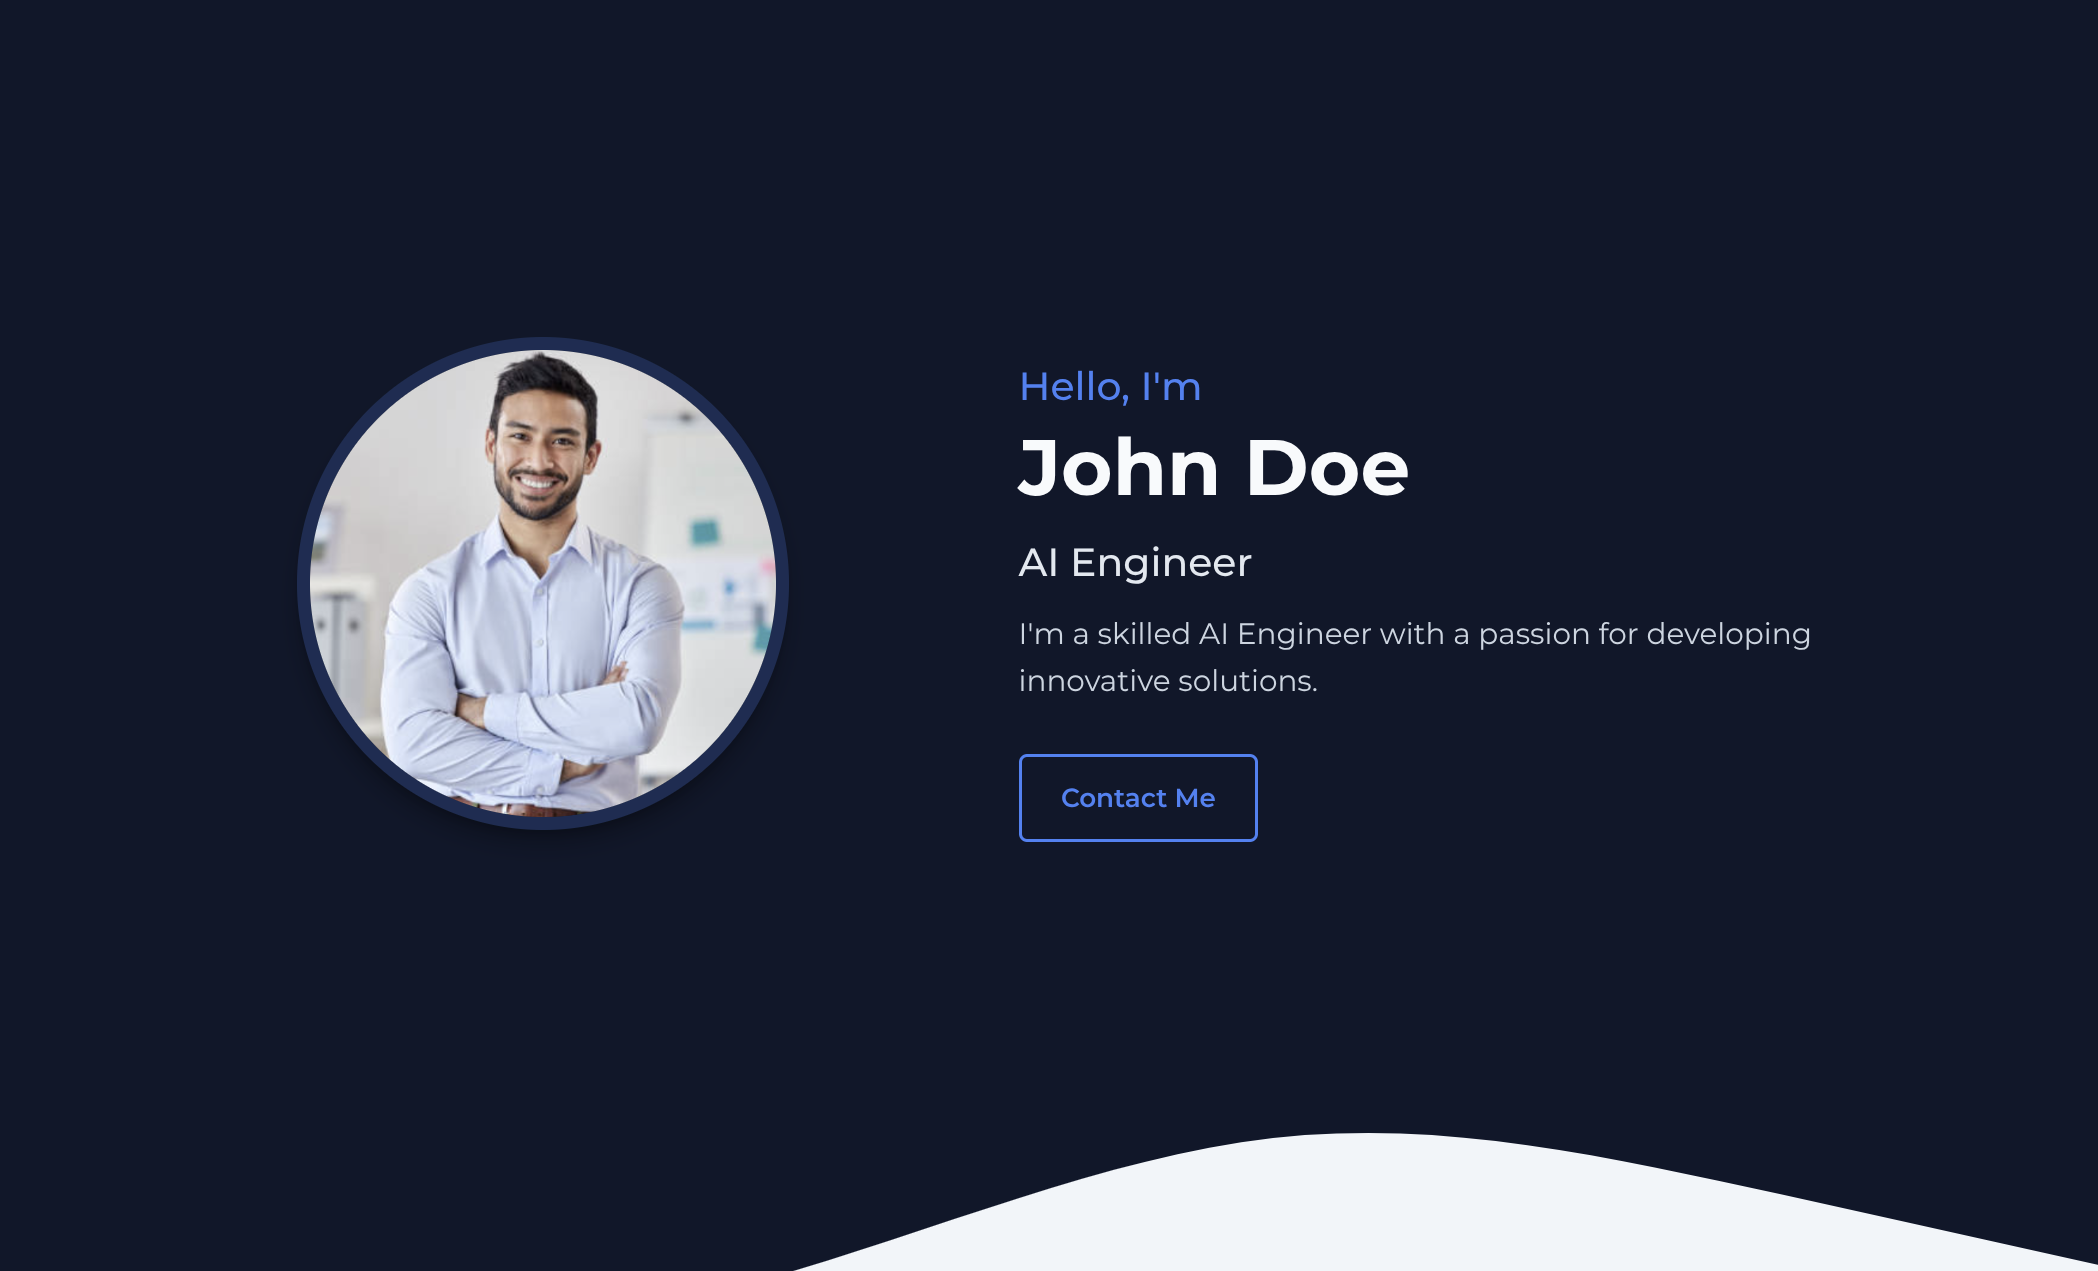 Hello, I'm
John Doe
AI Engineer
I'm a skilled AI Engineer with a passion for developing
innovative solutions.
Contact Me